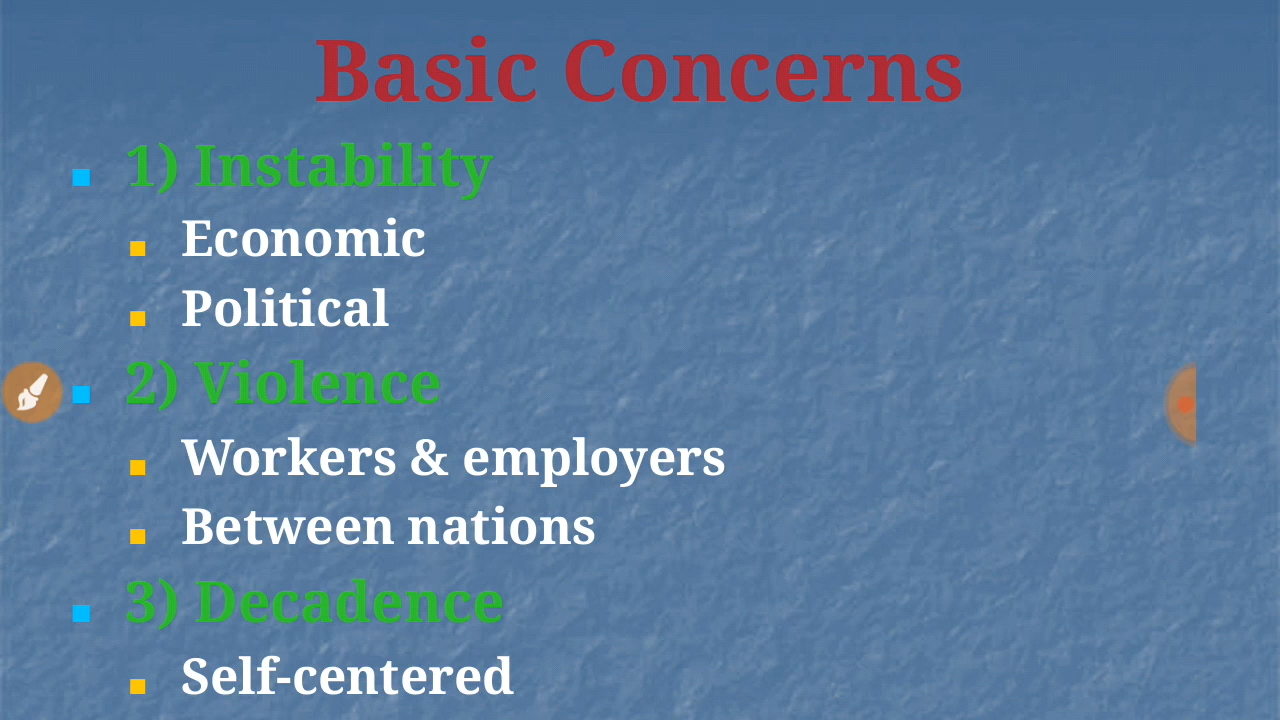 Basic Concerns
1) Instability
Economic
Political
2) Violence
Workers & employers
Between nations
3) Decadence
Self-centered